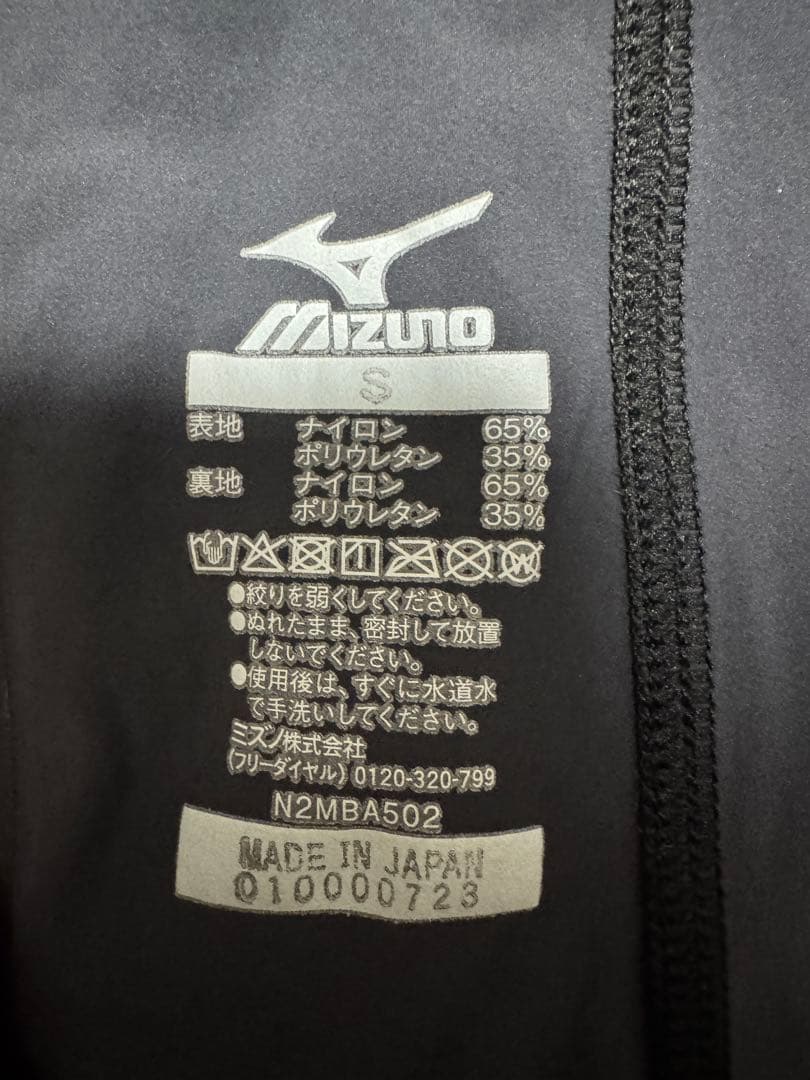 MIZUNO
S
表地 ナイロン 65%
ポリウレタン 35%
裏地 ナイロン 65%
ポリウレタン 35%
●絞りを弱くしてください。
●ぬれたまま、密封して放置
しないでください。
●使用後は、すぐに水道水
で手洗いしてください。
ミズノ株式会社
(フリーダイヤル) 0120-320-799
N2MBA502
MADE IN JAPAN
010000723